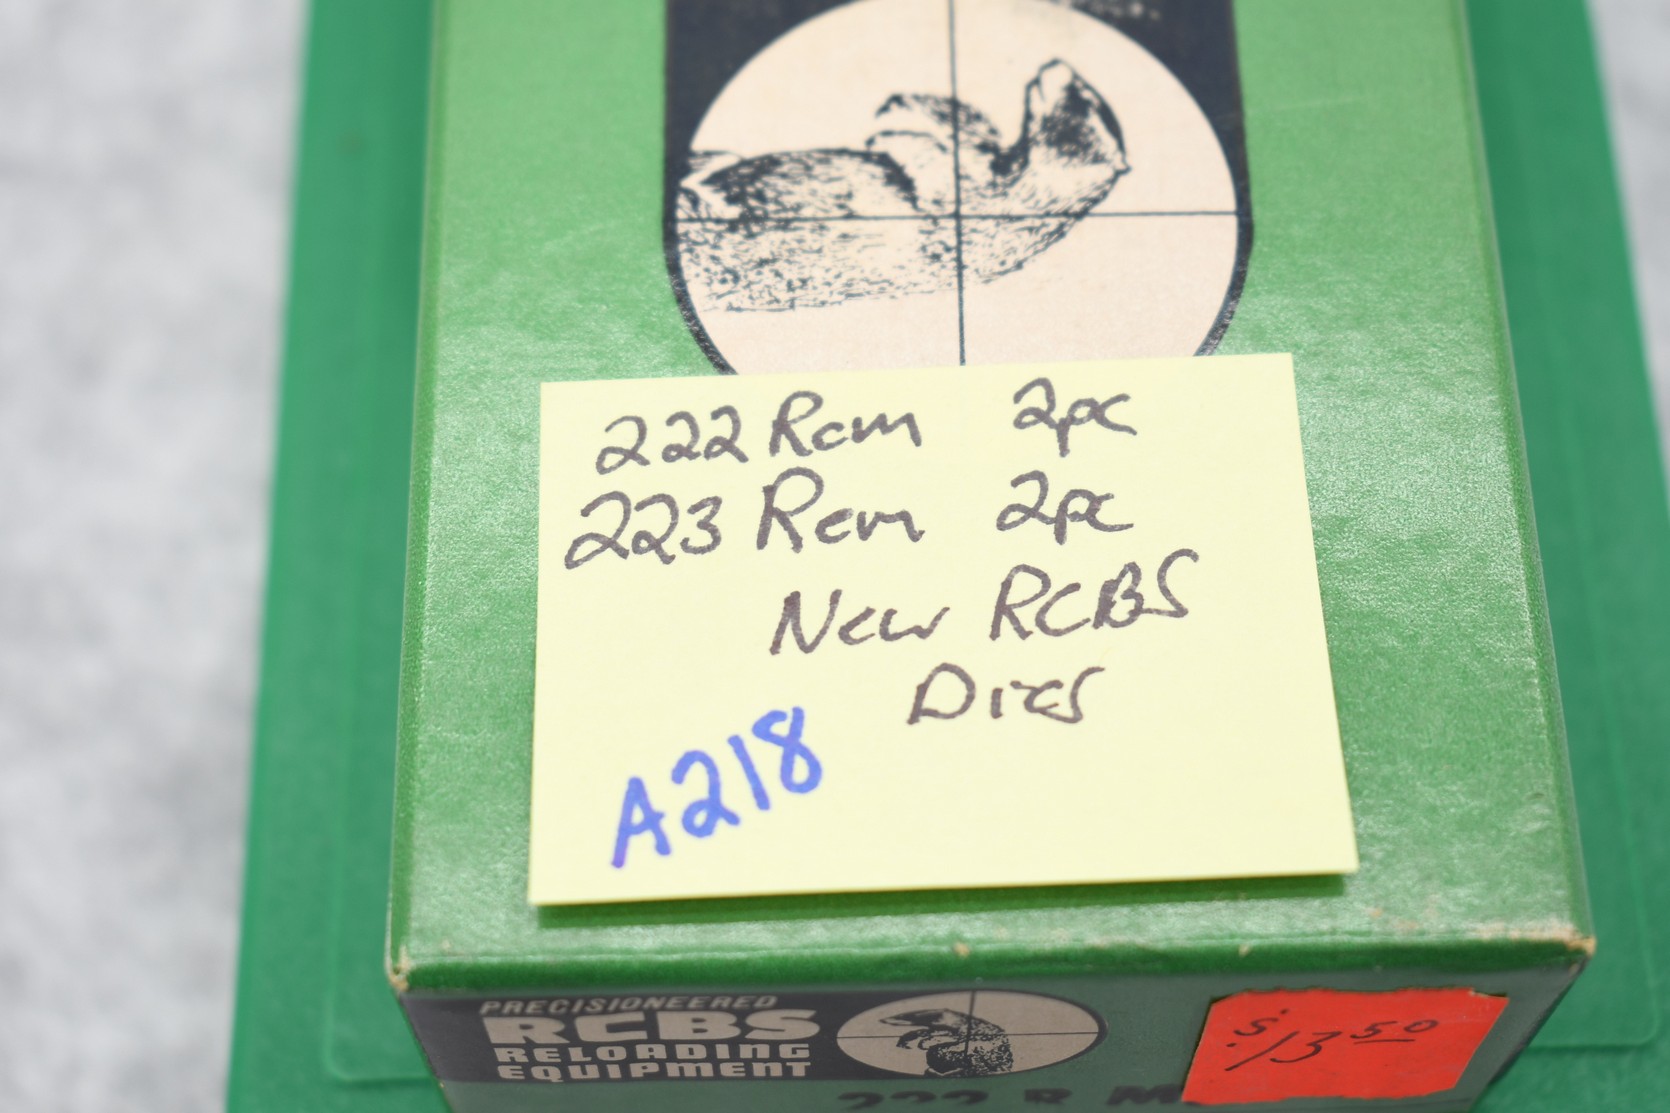 222 Rem 2pc
223 Rem 2pc
New RCBS
Dies
A218
PRECISIONEERED
RCBS
RELOADING
EQUIPMENT
$13.50